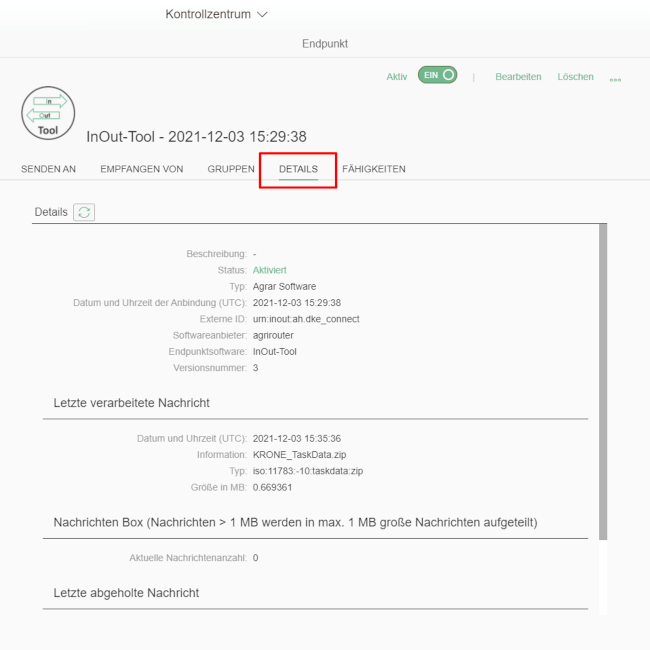 Kontrollzentrum
Endpunkt
Aktiv EIN | Bearbeiten Löschen
In
Out
Tool
InOut-Tool - 2021-12-03 15:29:38
SENDEN AN EMPFANGEN VON GRUPPEN DETAILS FÄHIGKEITEN
Details
Beschreibung: -
Status: Aktiviert
Typ: Agrar Software
Datum und Uhrzeit der Anbindung (UTC): 2021-12-03 15:29:38
Externe ID: urn:inout:ah.dke_connect
Softwareanbieter: agrirouter
Endpunktsoftware: InOut-Tool
Versionsnummer: 3
Letzte verarbeitete Nachricht
Datum und Uhrzeit (UTC): 2021-12-03 15:35:36
Information: KRONE_TaskData.zip
Typ: iso:11783:-10:taskdata:zip
Größe in MB: 0.669361
Nachrichten Box (Nachrichten > 1 MB werden in max. 1 MB große Nachrichten aufgeteilt)
Aktuelle Nachrichtenanzahl: 0
Letzte abgeholte Nachricht